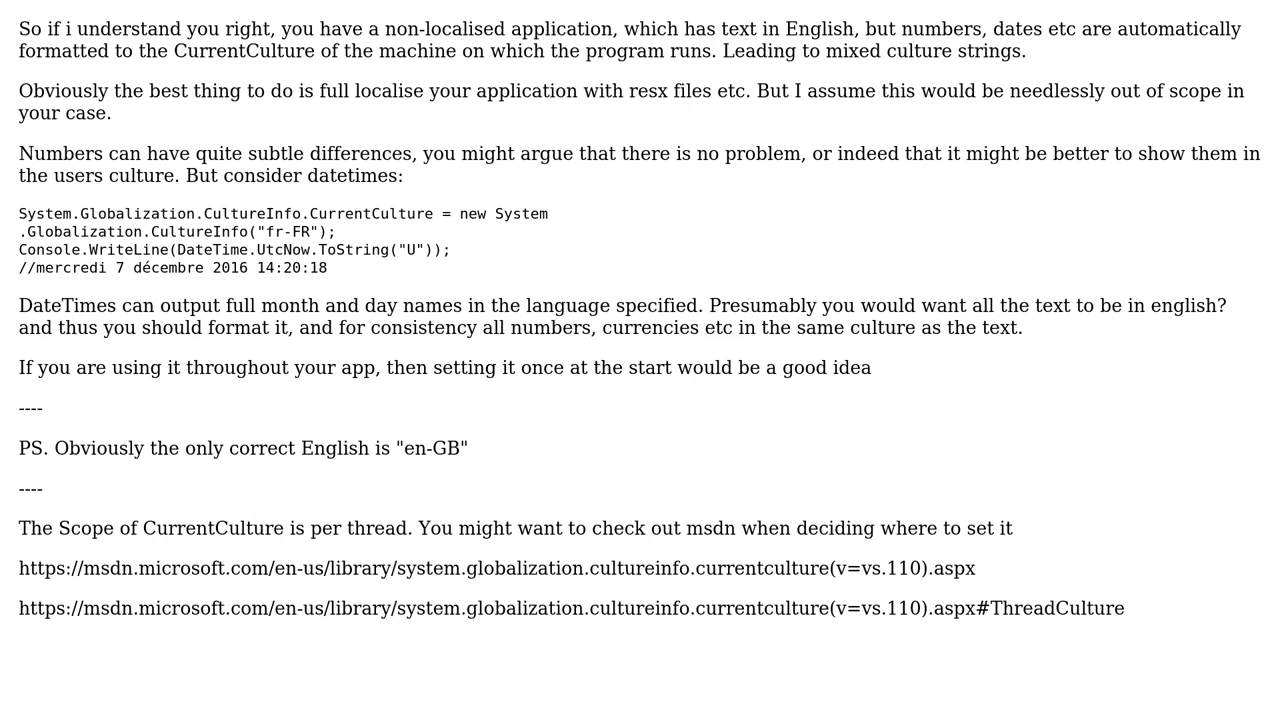 So if i understand you right, you have a non-localised application, which has text in English, but numbers, dates etc are automatically
formatted to the CurrentCulture of the machine on which the program runs. Leading to mixed culture strings.
Obviously the best thing to do is full localise your application with resx files etc. But I assume this would be needlessly out of scope in
your case.
Numbers can have quite subtle differences, you might argue that there is no problem, or indeed that it might be better to show them in
the users culture. But consider datetimes:
System.Globalization.CultureInfo.CurrentCulture = new System
.Globalization.CultureInfo("fr-FR");
Console.WriteLine(DateTime.UtcNow.ToString("U"));
//mercredi 7 décembre 2016 14:20:18
DateTimes can output full month and day names in the language specified. Presumably you would want all the text to be in english?
and thus you should format it, and for consistency all numbers, currencies etc in the same culture as the text.
If you are using it throughout your app, then setting it once at the start would be a good idea
----
PS. Obviously the only correct English is "en-GB"
----
The Scope of CurrentCulture is per thread. You might want to check out msdn when deciding where to set it
https://msdn.microsoft.com/en-us/library/system.globalization.cultureinfo.currentculture(v=vs.110).aspx
https://msdn.microsoft.com/en-us/library/system.globalization.cultureinfo.currentculture(v=vs.110).aspx#ThreadCulture